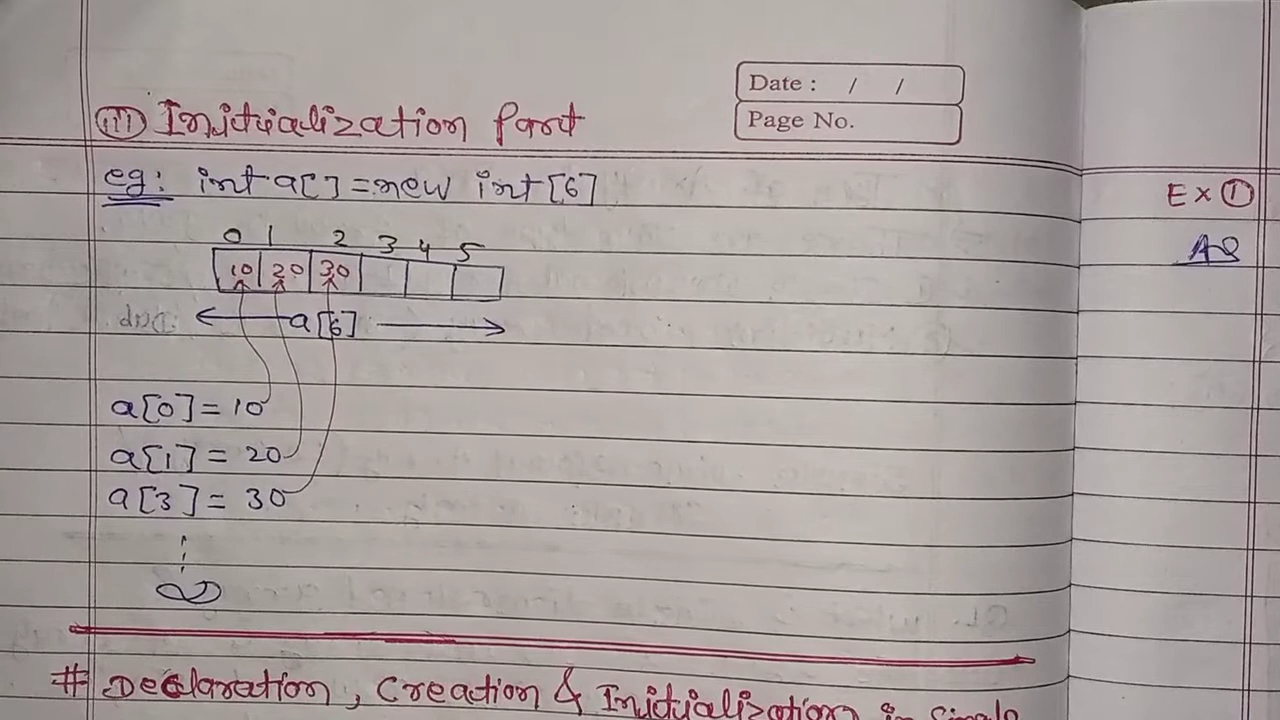 Date : / /
Page No.
(III) Initialization Part
eg: int a[] = new int [6]
0 1 2 3 4 5
10 20 30
a[6]
a[0] = 10
a[1] = 20
a[3] = 30
∞
# Declaration, Creation & Initialization in Single
EX ①